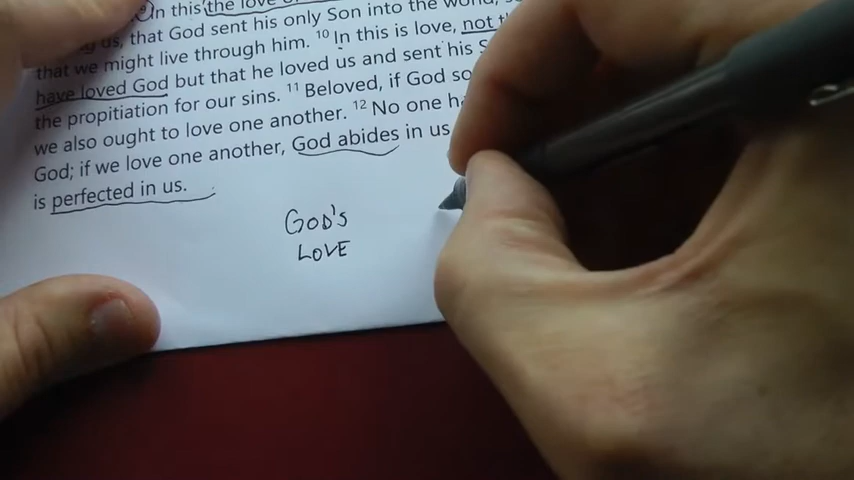 In this the love
us, that God sent his only Son into the world,
that we might live through him. 10 In this is love, not
have loved God but that he loved us and sent his
the propitiation for our sins. 11 Beloved, if God so
we also ought to love one another. 12 No one
God; if we love one another, God abides in us
is perfected in us.
GOD'S
LOVE